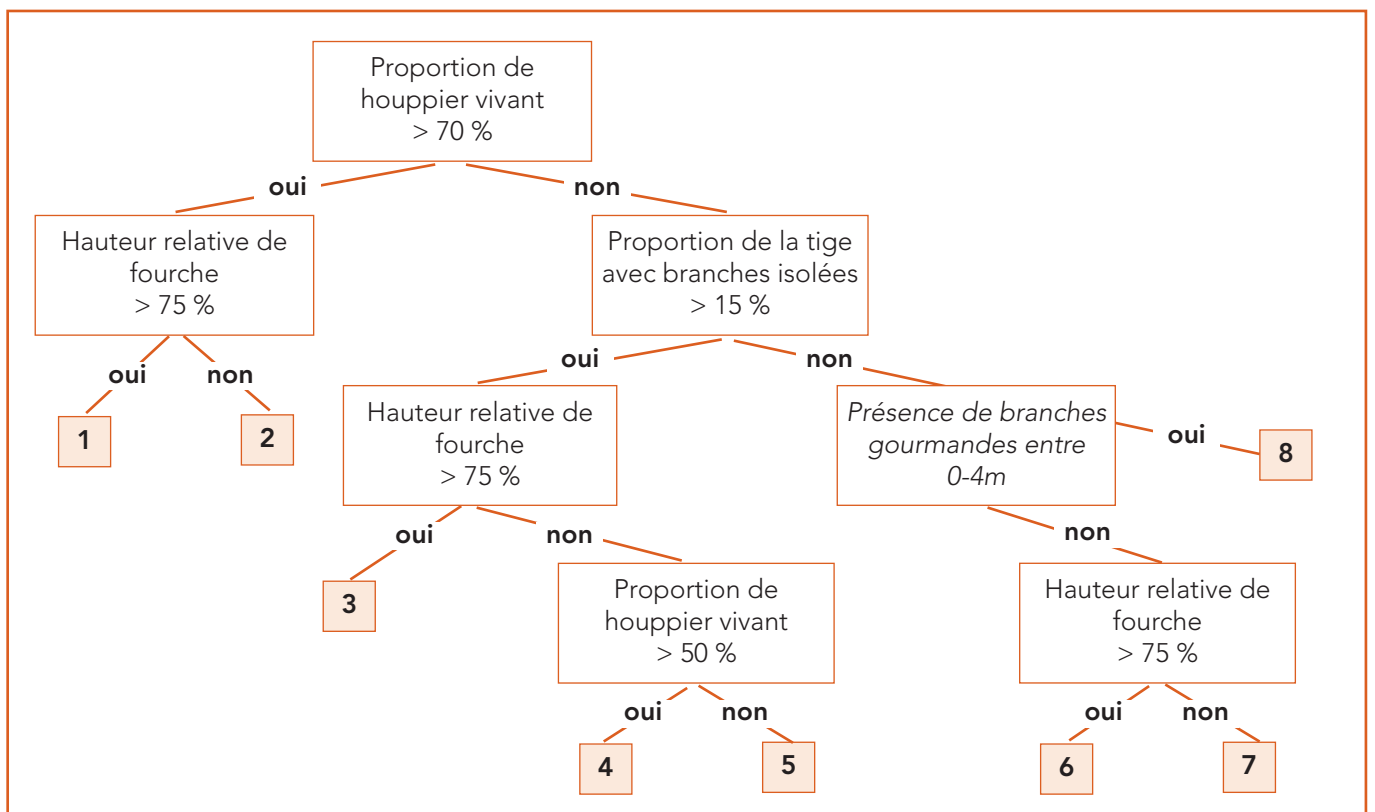 Proportion de
houppier vivant
> 70 %
oui
non
Hauteur relative de
fourche
> 75 %
Proportion de la tige
avec branches isolées
> 15 %
oui
non
oui
non
1
2
Hauteur relative de
fourche
> 75 %
Présence de branches
gourmandes entre
0-4m
oui
8
oui
non
non
3
Proportion de
houppier vivant
> 50 %
Hauteur relative de
fourche
> 75 %
oui
non
oui
non
4
5
6
7